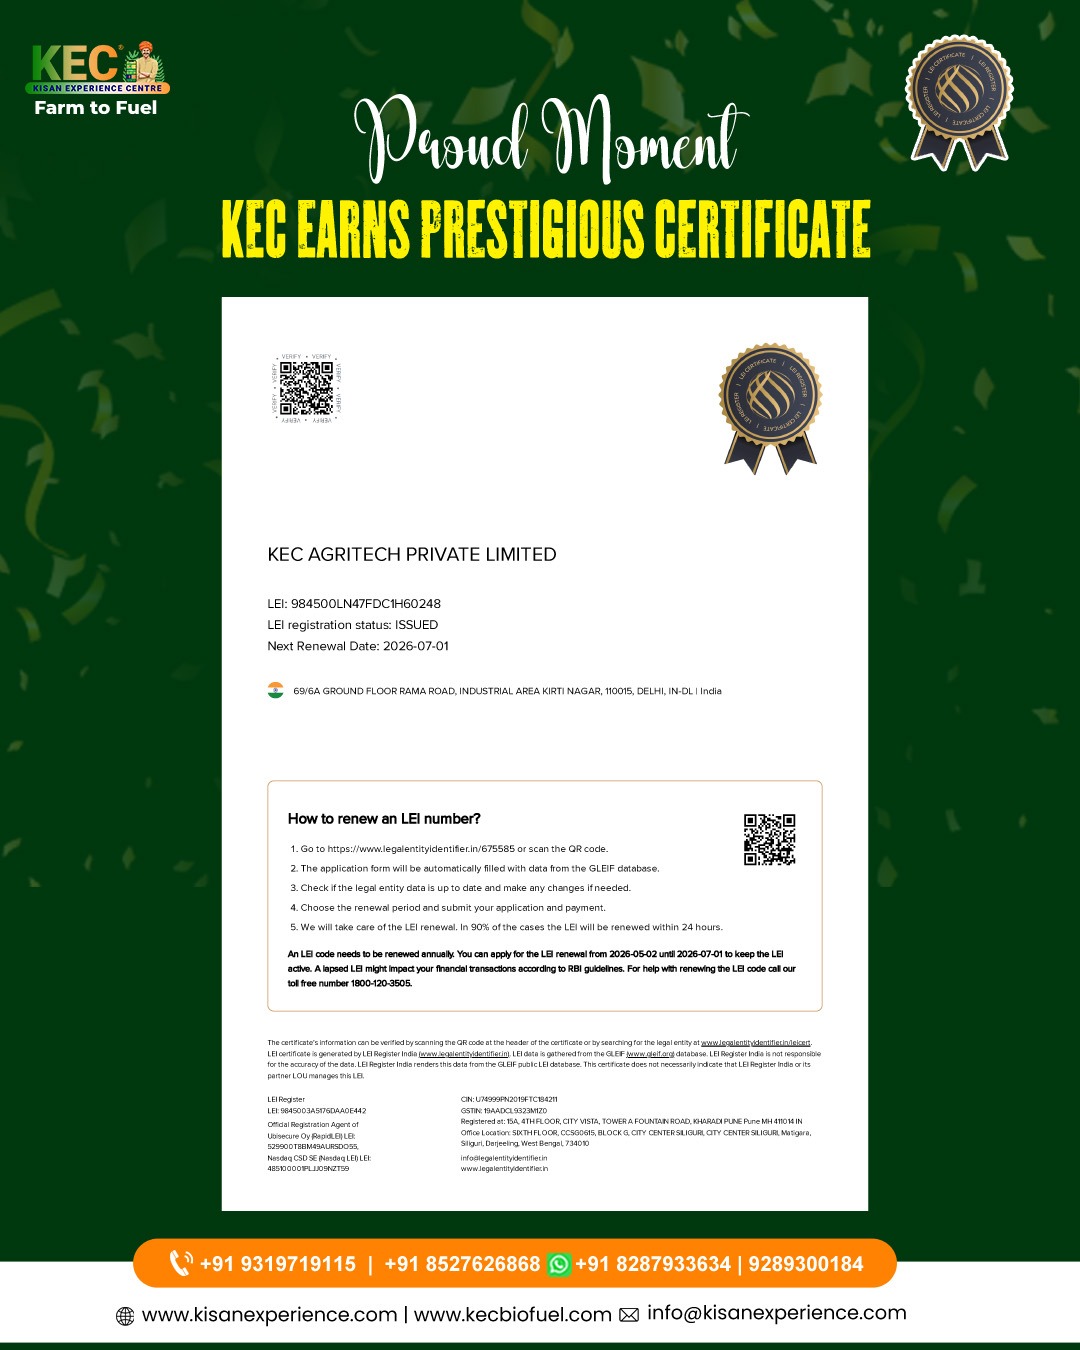 KEC
KISAN EXPERIENCE CENTRE
Farm to Fuel
LEI CERTIFICATE | LEI REGISTER | LEI CERTIFICATE | LEI REGISTER |
Proud Moment
KEC EARNS PRESTIGIOUS CERTIFICATE
VERIFY • VERIFY • VERIFY • VERIFY • VERIFY • VERIFY • VERIFY • VERIFY
LEI CERTIFICATE | LEI REGISTER | LEI CERTIFICATE | LEI REGISTER |
KEC AGRITECH PRIVATE LIMITED
LEI: 984500LN47FDC1H60248
LEI registration status: ISSUED
Next Renewal Date: 2026-07-01
69/6A GROUND FLOOR RAMA ROAD, INDUSTRIAL AREA KIRTI NAGAR, 110015, DELHI, IN-DL | India
How to renew an LEI number?
1. Go to https://www.legalentityidentifier.in/675585 or scan the QR code.
2. The application form will be automatically filled with data from the GLEIF database.
3. Check if the legal entity data is up to date and make any changes if needed.
4. Choose the renewal period and submit your application and payment.
5. We will take care of the LEI renewal. In 90% of the cases the LEI will be renewed within 24 hours.
An LEI code needs to be renewed annually. You can apply for the LEI renewal from 2026-05-02 until 2026-07-01 to keep the LEI
active. A lapsed LEI might impact your financial transactions according to RBI guidelines. For help with renewing the LEI code call our
toll free number 1800-120-3505.
The certificate's information can be verified by scanning the QR code at the header of the certificate or by searching for the legal entity at www.legalentityidentifier.in/leicert.
LEI certificate is generated by LEI Register India (www.legalentityidentifier.in). LEI data is gathered from the GLEIF (www.gleif.org) database. LEI Register India is not responsible
for the accuracy of the data. LEI Register India renders this data from the GLEIF public LEI database. This certificate does not necessarily indicate that LEI Register India or its
partner LOU manages this LEI.
LEI Register
LEI: 9845003A5176DAA0E442
Official Registration Agent of
Ubisecure Oy (RapidLEI) LEI:
529900T8BM49AURSDO55,
Nasdaq CSD SE (Nasdaq LEI) LEI:
485100001PLJJ09NZT59
CIN: U74999PN2019FTC184211
GSTIN: 19AADCL9323M1Z0
Registered at: 15A, 4TH FLOOR, CITY VISTA, TOWER A FOUNTAIN ROAD, KHARADI PUNE Pune MH 411014 IN
Office Location: SIXTH FLOOR, CCSG0615, BLOCK G, CITY CENTER SILIGURI, CITY CENTER SILIGURI, Matigara,
Siliguri, Darjeeling, West Bengal, 734010
info@legalentityidentifier.in
www.legalentityidentifier.in
+91 9319719115 | +91 8527626868 +91 8287933634 | 9289300184
www.kisanexperience.com | www.kecbiofuel.com info@kisanexperience.com